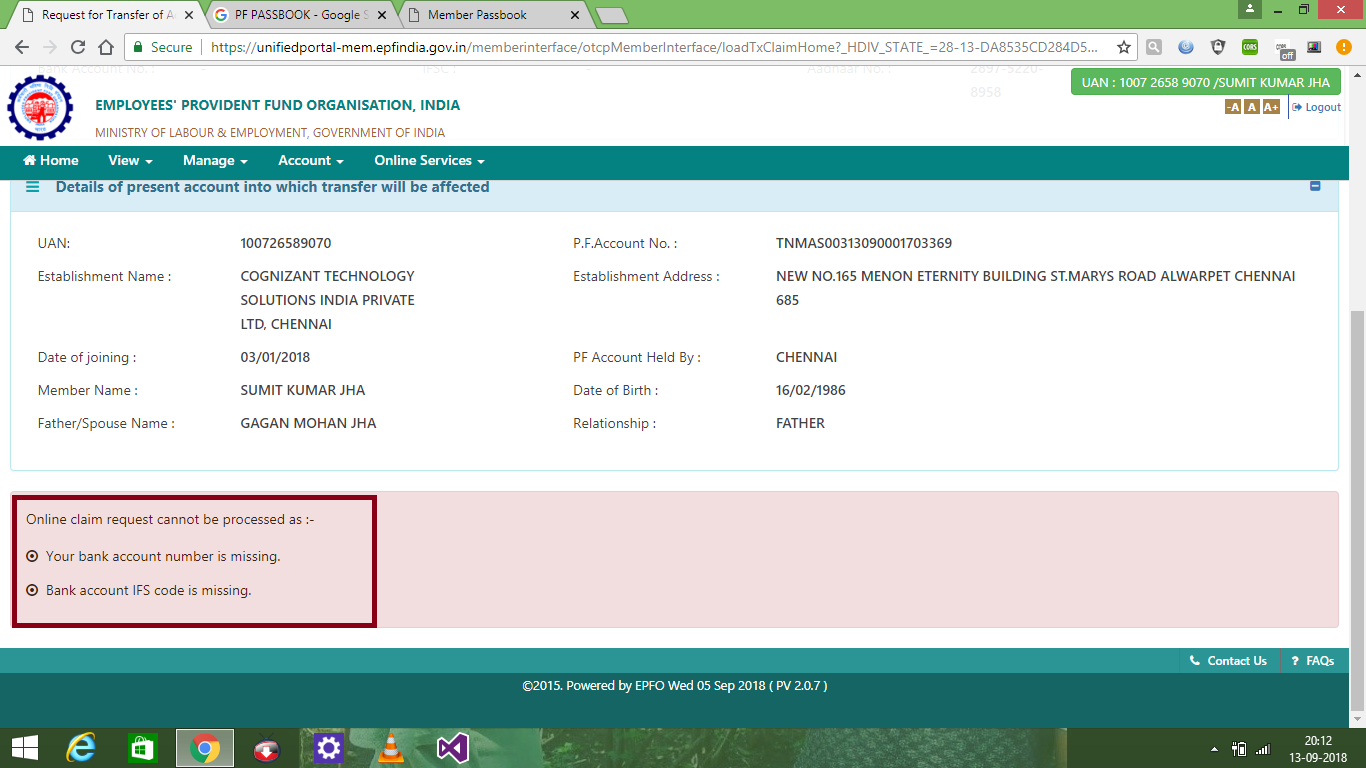 Request for Transfer of A
PF PASSBOOK - Google S
Member Passbook
Secure
https://unifiedportal-mem.epfindia.gov.in/memberinterface/otcpMemberInterface/loadTxClaimHome?_HDIV_STATE_=28-13-DA8535CD284D5...
CORS
off
Bank Account No. : -
IFSC :
Aadhaar No. :
2897-5220-
8958
UAN : 1007 2658 9070 /SUMIT KUMAR JHA
EMPLOYEES' PROVIDENT FUND ORGANISATION, INDIA
-A A A+
Logout
MINISTRY OF LABOUR & EMPLOYMENT, GOVERNMENT OF INDIA
Home View Manage Account Online Services
Details of present account into which transfer will be affected
UAN: 100726589070 P.F.Account No. : TNMAS00313090001703369
Establishment Name : COGNIZANT TECHNOLOGY Establishment Address : NEW NO.165 MENON ETERNITY BUILDING ST.MARYS ROAD ALWARPET CHENNAI
SOLUTIONS INDIA PRIVATE 685
LTD, CHENNAI
Date of joining : 03/01/2018 PF Account Held By : CHENNAI
Member Name : SUMIT KUMAR JHA Date of Birth : 16/02/1986
Father/Spouse Name : GAGAN MOHAN JHA Relationship : FATHER
Online claim request cannot be processed as :-
Your bank account number is missing.
Bank account IFS code is missing.
Contact Us
? FAQs
©2015. Powered by EPFO Wed 05 Sep 2018 ( PV 2.0.7 )
20:12
13-09-2018